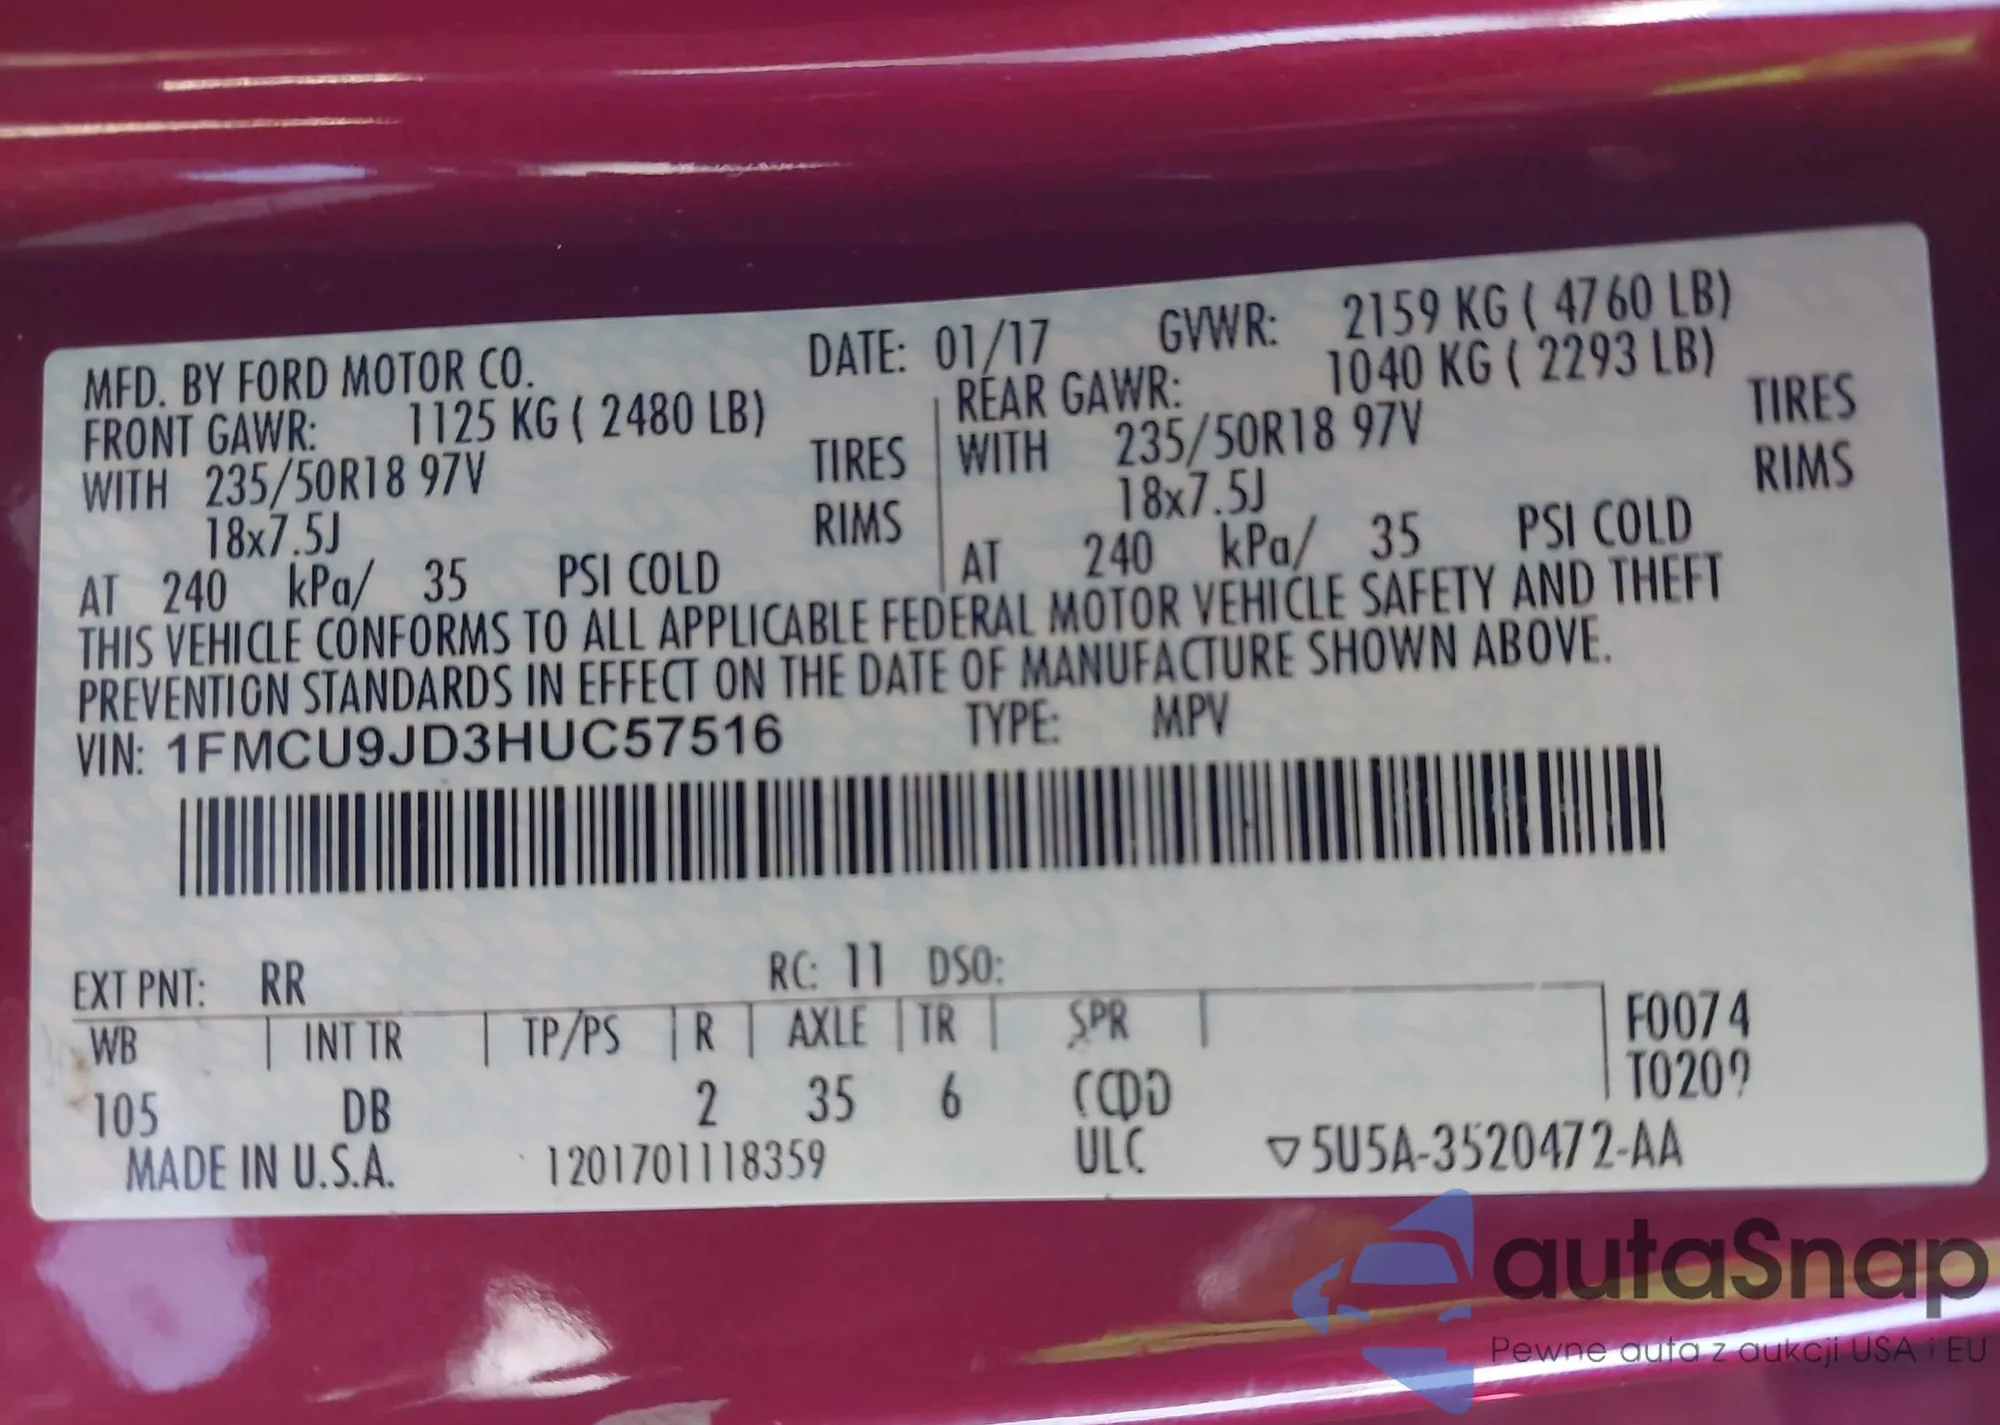 MFD. BY FORD MOTOR CO. DATE: 01/17 GVWR: 2159 KG ( 4760 LB)
FRONT GAWR: 1125 KG ( 2480 LB) REAR GAWR: 1040 KG ( 2293 LB)
WITH 235/50R18 97V TIRES WITH 235/50R18 97V TIRES
18x7.5J RIMS 18x7.5J RIMS
AT 240 kPa/ 35 PSI COLD AT 240 kPa/ 35 PSI COLD
THIS VEHICLE CONFORMS TO ALL APPLICABLE FEDERAL MOTOR VEHICLE SAFETY AND THEFT
PREVENTION STANDARDS IN EFFECT ON THE DATE OF MANUFACTURE SHOWN ABOVE.
VIN: 1FMCU9JD3HUC57516 TYPE: MPV
EXT PNT: RR RC: 11 DSO:
WB INT TR TP/PS R AXLE TR SPR F0074
105 DB 2 35 6 CCDD T0209
MADE IN U.S.A. 1201701118359 ULC ▽5U5A-3520472-AA
autaSnap
Pewne auta z aukcji USA i EU